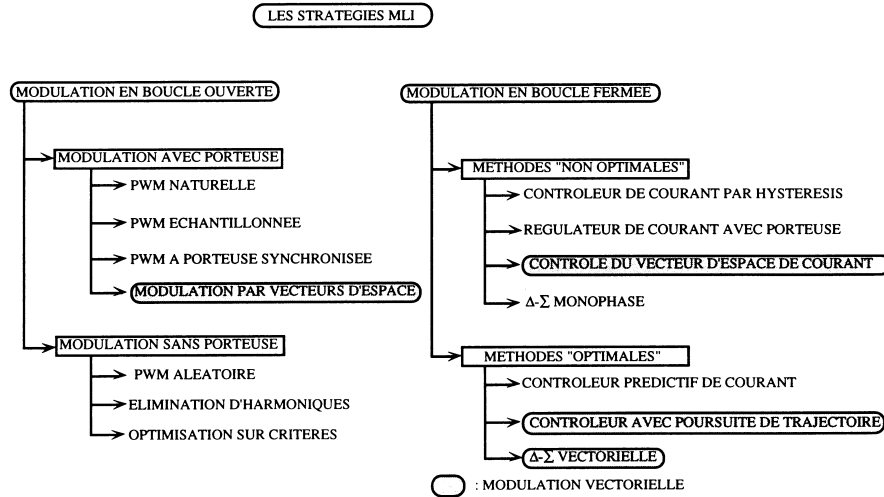 LES STRATEGIES MLI
MODULATION EN BOUCLE OUVERTE
MODULATION AVEC PORTEUSE
PWM NATURELLE
PWM ECHANTILLONNEE
PWM A PORTEUSE SYNCHRONISEE
MODULATION PAR VECTEURS D'ESPACE
MODULATION SANS PORTEUSE
PWM ALEATOIRE
ELIMINATION D'HARMONIQUES
OPTIMISATION SUR CRITERES
MODULATION EN BOUCLE FERMEE
METHODES "NON OPTIMALES"
CONTROLEUR DE COURANT PAR HYSTERESIS
REGULATEUR DE COURANT AVEC PORTEUSE
CONTROLE DU VECTEUR D'ESPACE DE COURANT
Δ-Σ MONOPHASE
METHODES "OPTIMALES"
CONTROLEUR PREDICTIF DE COURANT
CONTROLEUR AVEC POURSUITE DE TRAJECTOIRE
Δ-Σ VECTORIELLE
: MODULATION VECTORIELLE